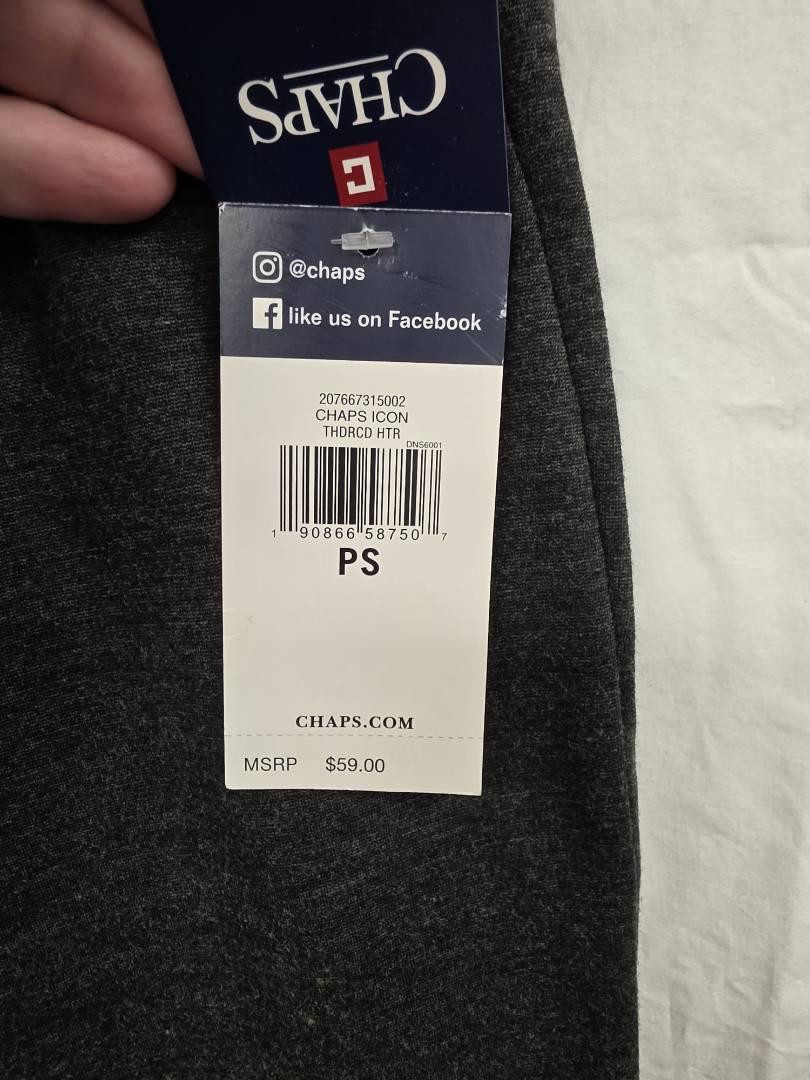 CHAPS
@chaps
like us on Facebook
207667315002
CHAPS ICON
THDRCD HTR
DNS6001
1 90866 58750 7
PS
CHAPS.COM
MSRP $59.00